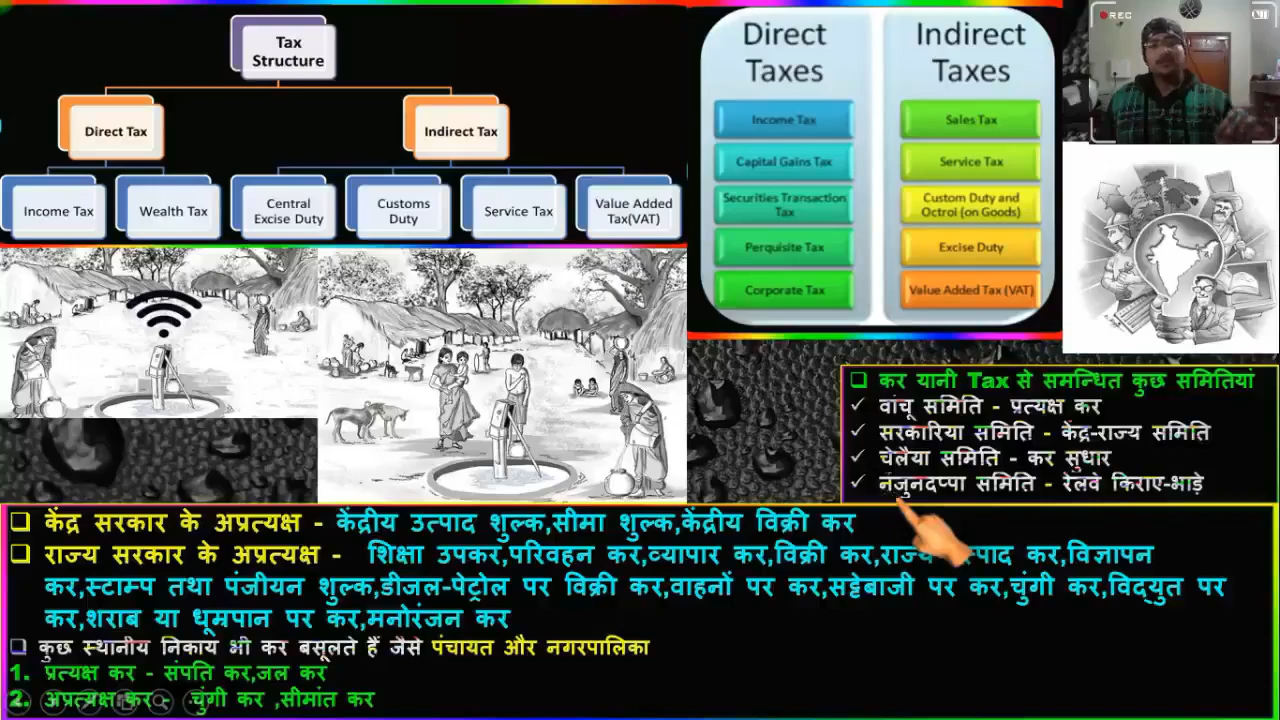 Tax
Structure
Direct Tax
Indirect Tax
Income Tax
Wealth Tax
Central
Excise Duty
Customs
Duty
Service Tax
Value Added
Tax(VAT)
Direct
Taxes
Income Tax
Capital Gains Tax
Securities Transaction
Tax
Perquisite Tax
Corporate Tax
Indirect
Taxes
Sales Tax
Service Tax
Custom Duty and
Octroi (on Goods)
Excise Duty
Value Added Tax (VAT)
REC
कर यानी Tax से समन्धित कुछ समितियां
वांचू समिति - प्रत्यक्ष कर
सरकारिया समिति - केंद्र-राज्य समिति
चेलैया समिति - कर सुधार
नंजुनदप्पा समिति - रेलवे किराए-भाड़े
केंद्र सरकार के अप्रत्यक्ष - केंद्रीय उत्पाद शुल्क,सीमा शुल्क,केंद्रीय विक्री कर
राज्य सरकार के अप्रत्यक्ष - शिक्षा उपकर,परिवहन कर,व्यापार कर,विक्री कर,राज्य कर,विज्ञापन
कर,स्टाम्प तथा पंजीयन शुल्क,डीजल-पेट्रोल पर विक्री कर,वाहनों पर कर,सट्टेबाजी पर कर,चुंगी कर,विद्युत पर
कर,शराब या धूम्रपान पर कर,मनोरंजन कर
कुछ स्थानीय निकाय भी कर बसूलते हैं जैसे पंचायत और नगरपालिका
1. प्रत्यक्ष कर - संपति कर,जल कर
2. अप्रत्यक्ष कर - चुंगी कर ,सीमांत कर